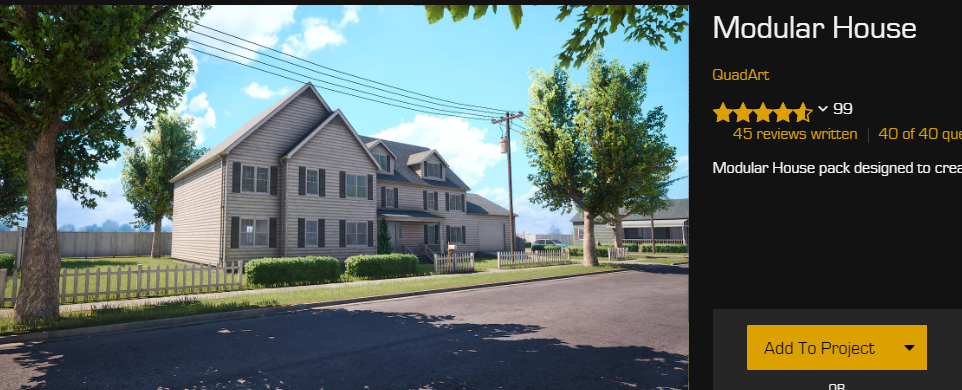 Modular House
QuadArt
99
45 reviews written | 40 of 40 que
Modular House pack designed to crea
Add To Project
OR